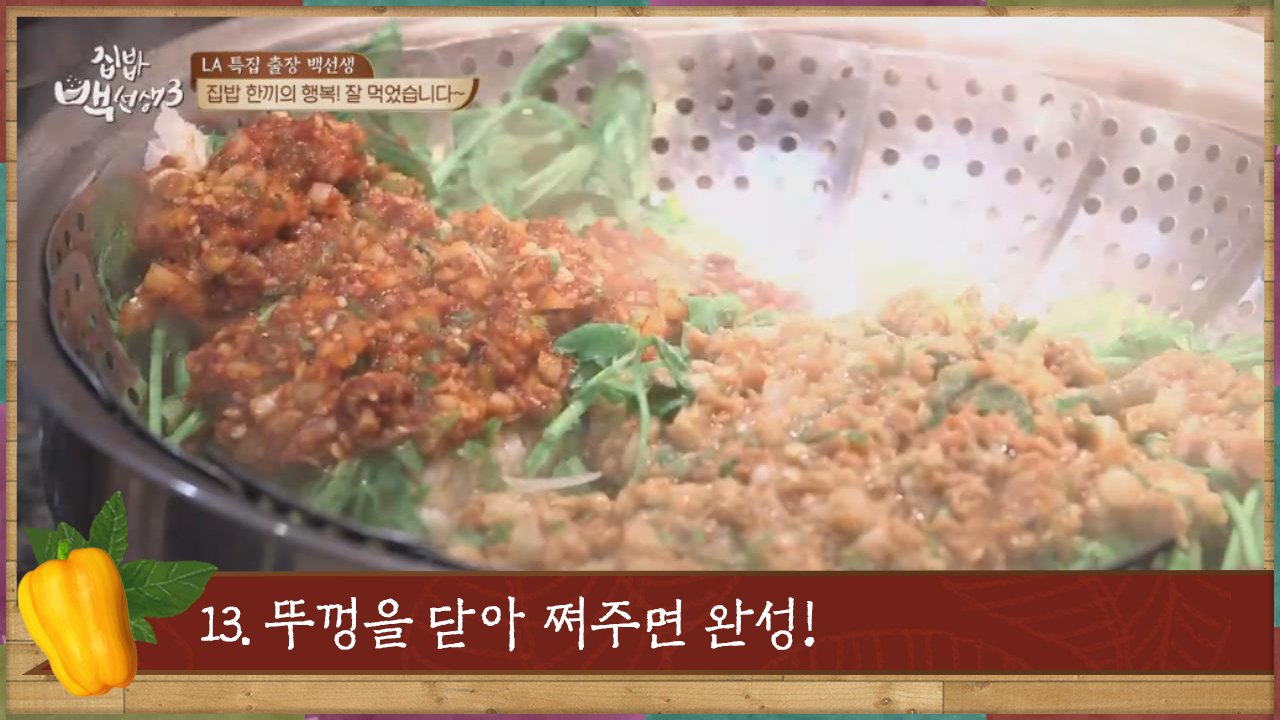 집밥
백선생3
LA 특집 출장 백선생
집밥 한끼의 행복! 잘 먹었습니다~
13. 뚜껑을 닫아 쪄주면 완성!